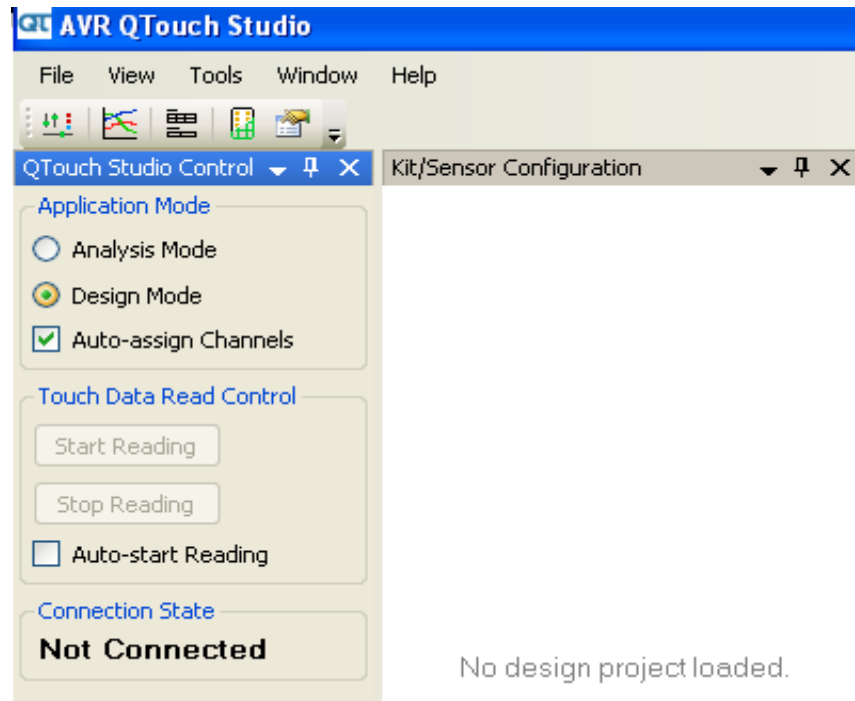 QT AVR QTouch Studio
File View Tools Window Help
QTouch Studio Control
Kit/Sensor Configuration
Application Mode
Analysis Mode
Design Mode
Auto-assign Channels
Touch Data Read Control
Start Reading
Stop Reading
Auto-start Reading
Connection State
Not Connected
No design project loaded.